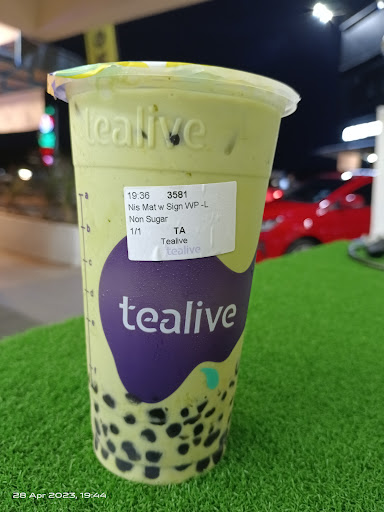 tealive
19:36 3581
Nis Mat w Sign WP -L
Non Sugar
1/1 TA
Tealive
tealive
tealive
28 Apr 2023, 19:44